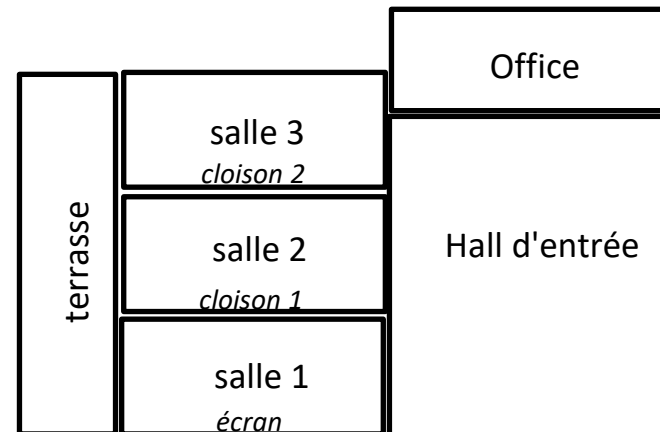 Office
salle 3
cloison 2
terrasse
salle 2
Hall d'entrée
cloison 1
salle 1
écran